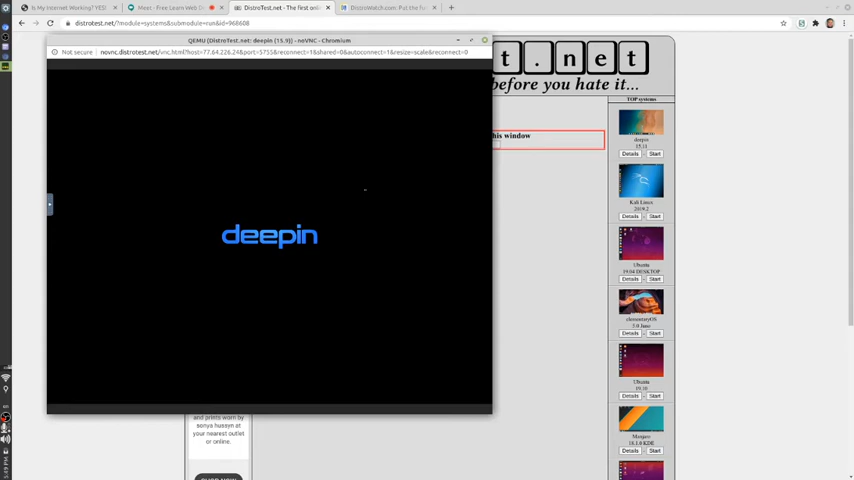 Is My Internet Working? YES!
Meet - Free Learn Web D
DistroTest.net - The first onli
DistroWatch.com: Put the fu
distrotest.net/?module=systems&submodule=run&id=968608
QEMU (DistroTest.net: deepin (15.9)) - noVNC - Chromium
Not secure
novnc.distrotest.net/vnc.html?host=77.64.226.24&port=5755&reconnect=1&shared=0&autoconnect=1&resize=scale&reconnect=0
t.net
before you hate it...
TOP systems
his window
deepin
15.11
Details
Start
Kali Linux
2019.2
Details
Start
deepin
Ubuntu
19.04 DESKTOP
Details
Start
elementaryOS
5.0 Juno
Details
Start
Ubuntu
19.10
Details
Start
Manjaro
18.1.0 KDE
Details
Start
and prints worn by
sonya hussyn at your
nearest outlet
or online.
SHOP NOW
5:09 PM